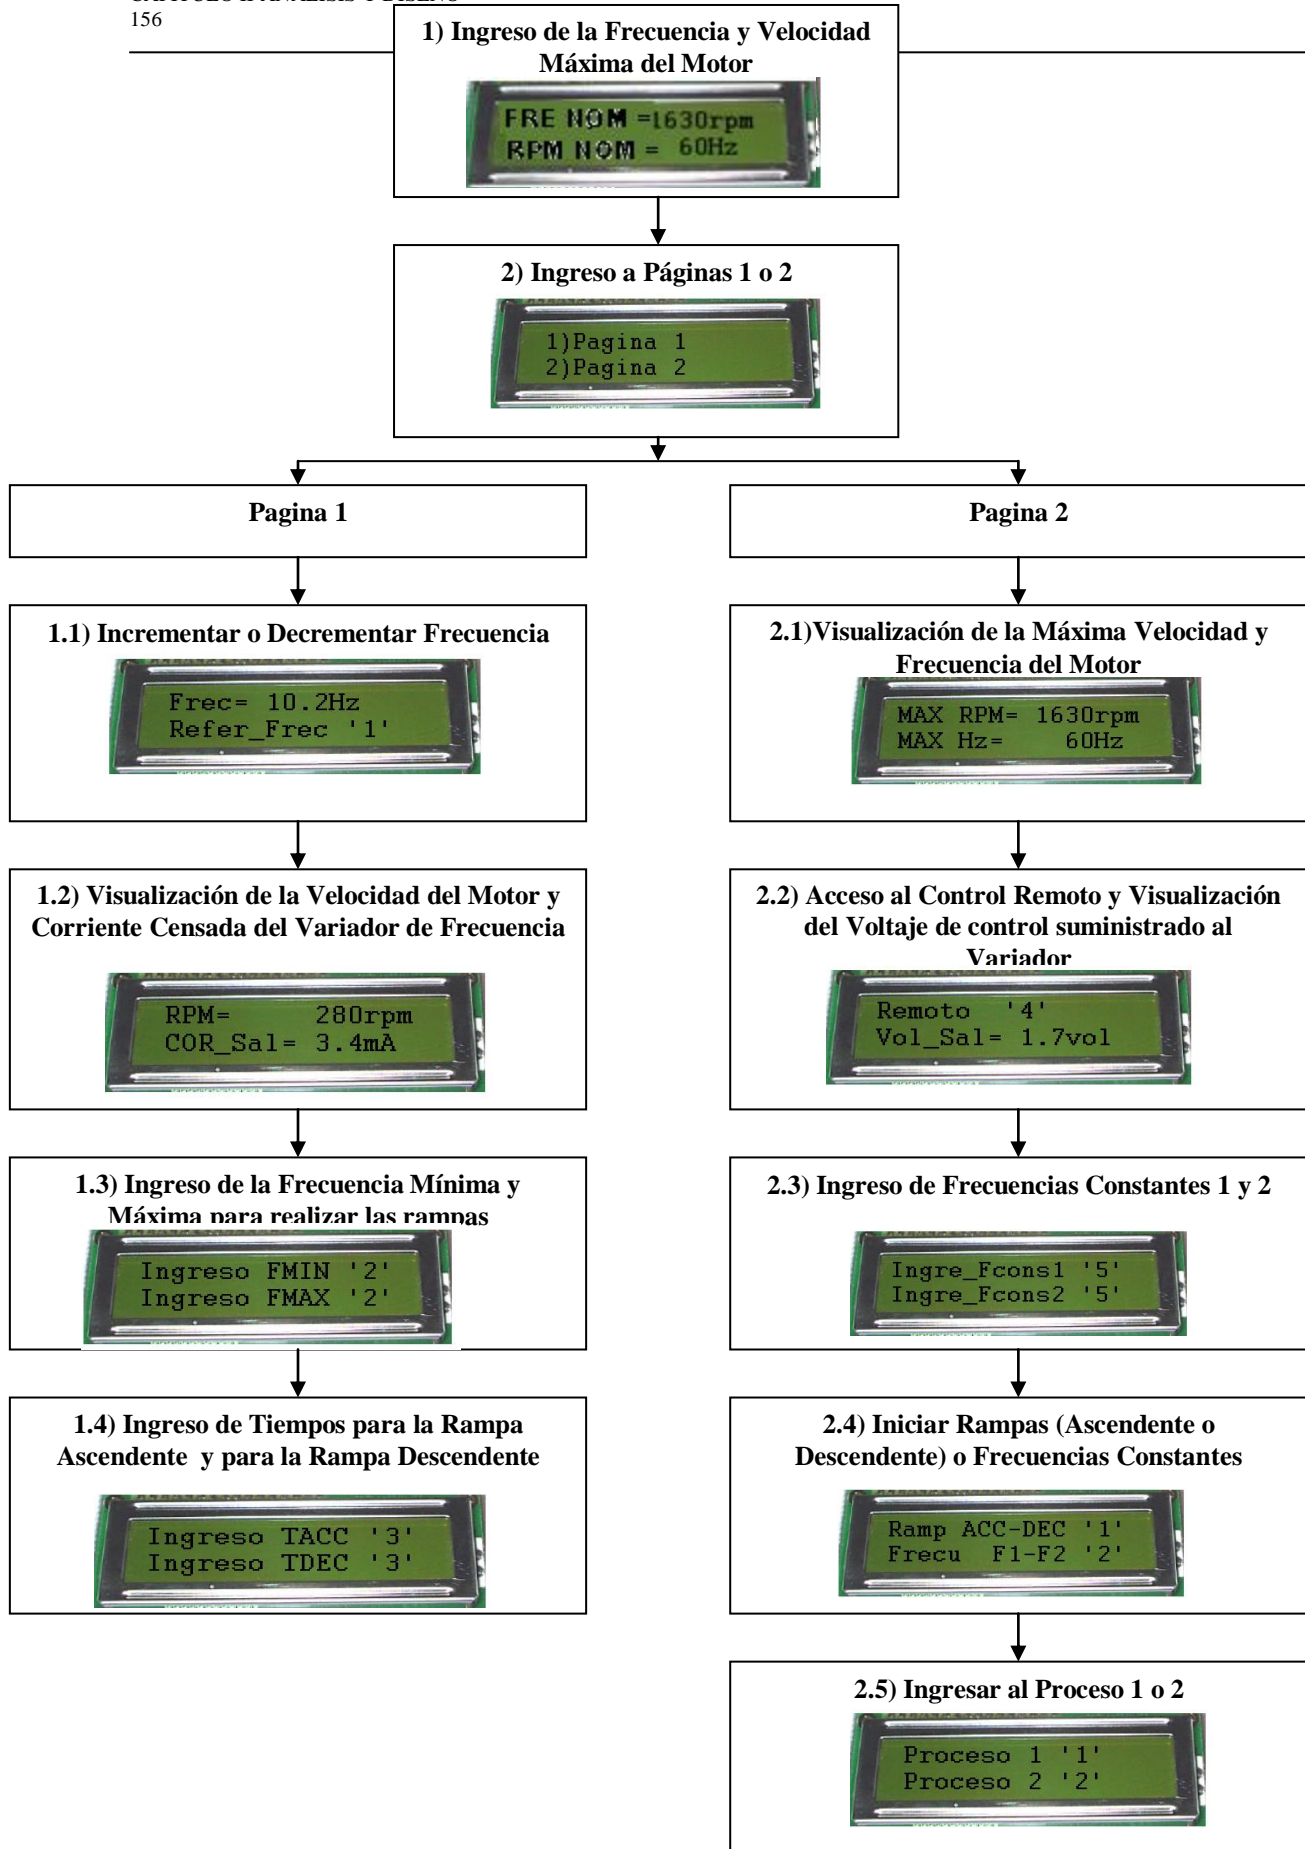 156
1) Ingreso de la Frecuencia y Velocidad
Máxima del Motor
FRE NOM =1630rpm
RPM NOM = 60Hz
2) Ingreso a Páginas 1 o 2
1)Pagina 1
2)Pagina 2
Pagina 1
1.1) Incrementar o Decrementar Frecuencia
Frec= 10.2Hz
Refer_Frec '1'
1.2) Visualización de la Velocidad del Motor y
Corriente Censada del Variador de Frecuencia
RPM= 280rpm
COR_Sal= 3.4mA
1.3) Ingreso de la Frecuencia Mínima y
Máxima para realizar las rampas
Ingreso FMIN '2'
Ingreso FMAX '2'
1.4) Ingreso de Tiempos para la Rampa
Ascendente y para la Rampa Descendente
Ingreso TACC '3'
Ingreso TDEC '3'
Pagina 2
2.1)Visualización de la Máxima Velocidad y
Frecuencia del Motor
MAX RPM= 1630rpm
MAX Hz= 60Hz
2.2) Acceso al Control Remoto y Visualización
del Voltaje de control suministrado al
Variador
Remoto '4'
Vol_Sal= 1.7vol
2.3) Ingreso de Frecuencias Constantes 1 y 2
Ingre_Fcons1 '5'
Ingre_Fcons2 '5'
2.4) Iniciar Rampas (Ascendente o
Descendente) o Frecuencias Constantes
Ramp ACC-DEC '1'
Frecu F1-F2 '2'
2.5) Ingresar al Proceso 1 o 2
Proceso 1 '1'
Proceso 2 '2'